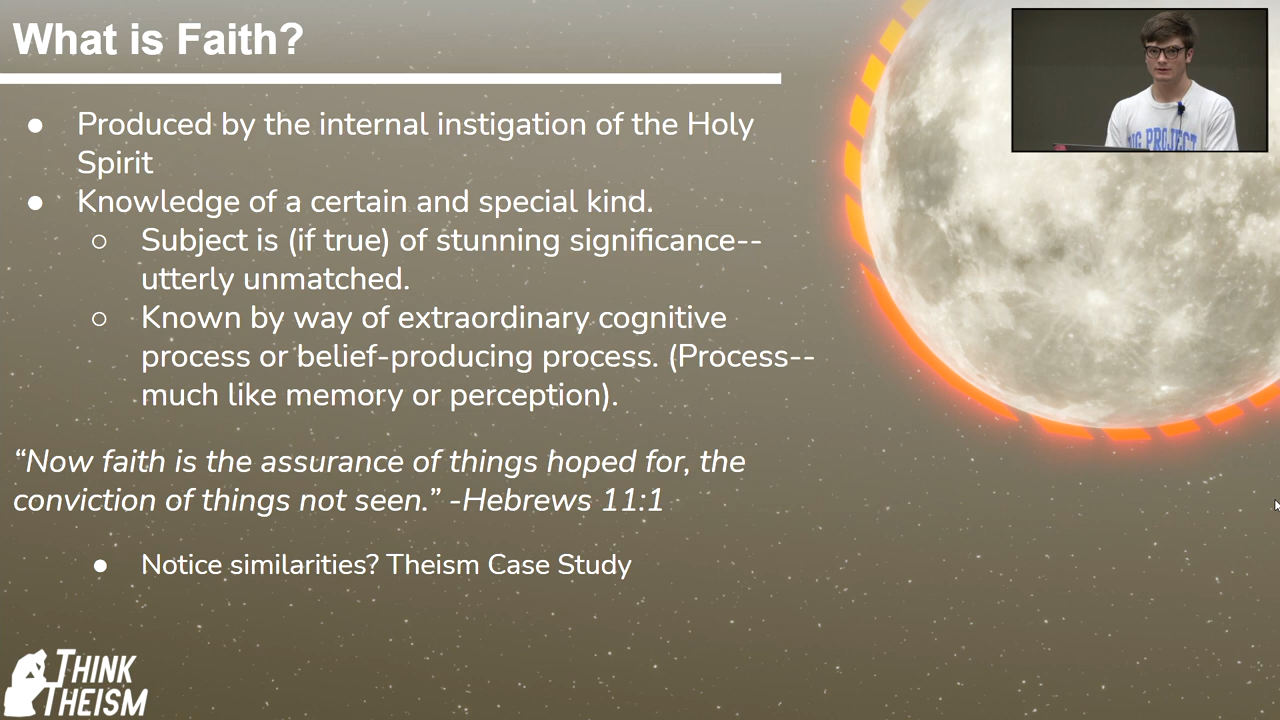 What is Faith?
● Produced by the internal instigation of the Holy
Spirit
● Knowledge of a certain and special kind.
○ Subject is (if true) of stunning significance--
utterly unmatched.
○ Known by way of extraordinary cognitive
process or belief-producing process. (Process--
much like memory or perception).
“Now faith is the assurance of things hoped for, the
conviction of things not seen.” -Hebrews 11:1
● Notice similarities? Theism Case Study
THINK
THEISM
PROJECT